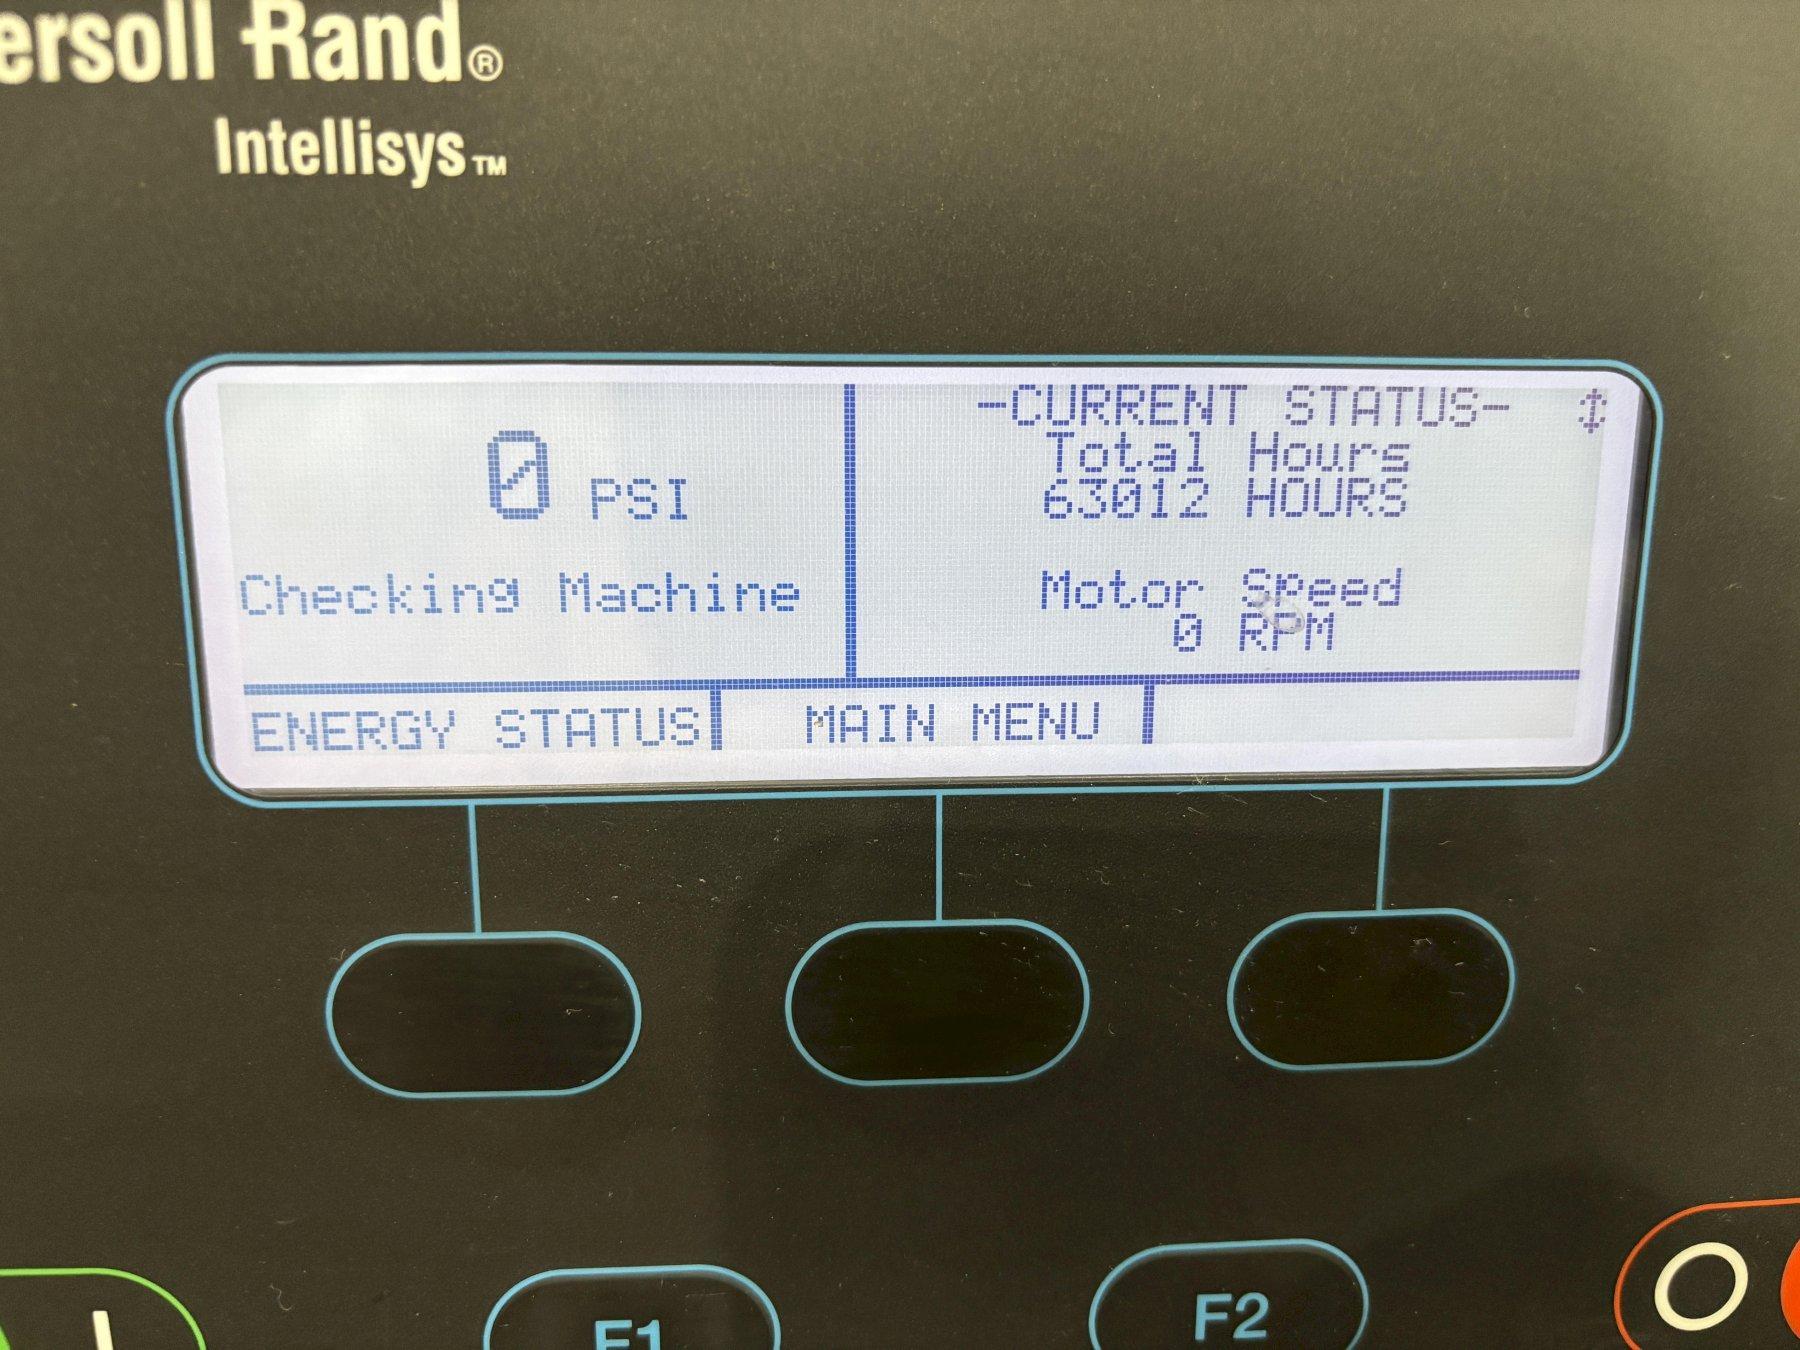 ersoll Rand®
Intellisys™
0 PSI
Checking Machine
-CURRENT STATUS-
Total Hours
63012 HOURS
Motor Speed
0 RPM
ENERGY STATUS
MAIN MENU
F1
F2